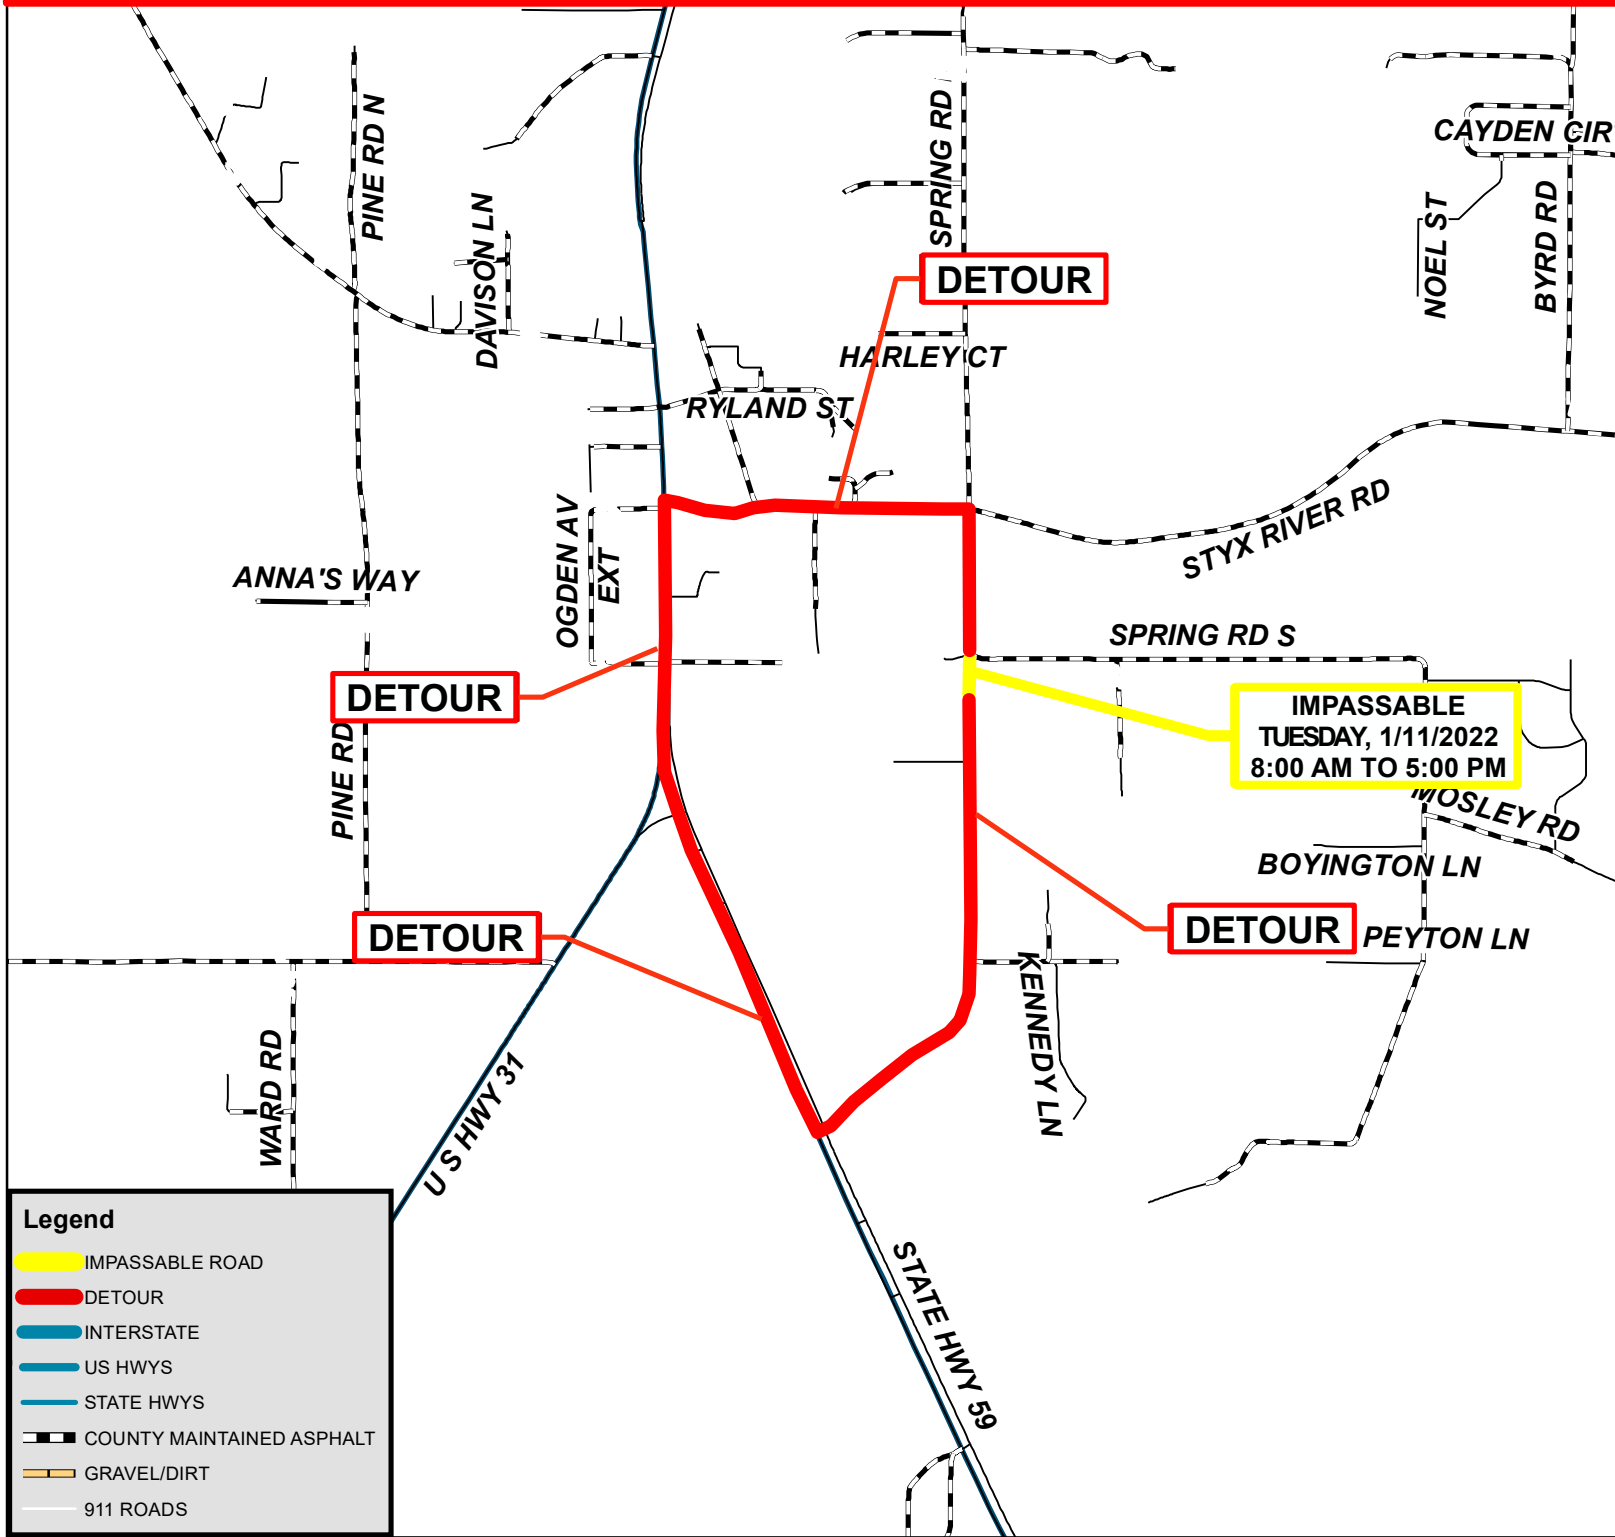 PINE RD N
SPRING RD
CAYDEN CIR
DAVISON LN
NOEL ST
BYRD RD
DETOUR
HARLEY CT
RYLAND ST
STYX RIVER RD
OGDEN AV
EXT
ANNA'S WAY
SPRING RD S
DETOUR
IMPASSABLE
TUESDAY, 1/11/2022
8:00 AM TO 5:00 PM
PINE RD
MOSLEY RD
BOYINGTON LN
DETOUR
DETOUR
PEYTON LN
KENNEDY LN
WARD RD
U S HWY 31
STATE HWY 59
Legend
IMPASSABLE ROAD
DETOUR
INTERSTATE
US HWYS
STATE HWYS
COUNTY MAINTAINED ASPHALT
GRAVEL/DIRT
911 ROADS